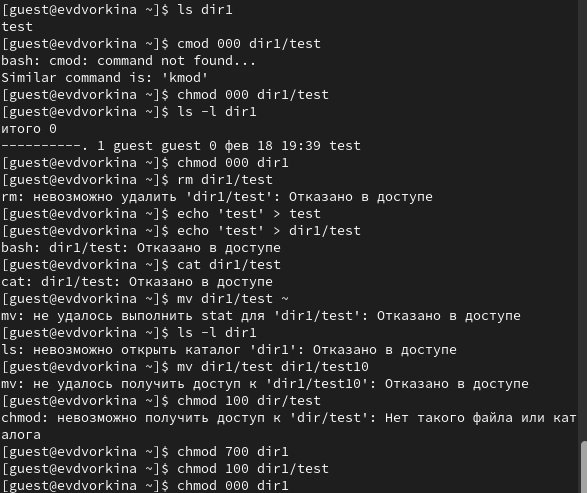 [guest@evdvorkina ~]$ ls dir1
test
[guest@evdvorkina ~]$ cmod 000 dir1/test
bash: cmod: command not found...
Similar command is: 'kmod'
[guest@evdvorkina ~]$ chmod 000 dir1/test
[guest@evdvorkina ~]$ ls -l dir1
итого 0
----------. 1 guest guest 0 фев 18 19:39 test
[guest@evdvorkina ~]$ chmod 000 dir1
[guest@evdvorkina ~]$ rm dir1/test
rm: невозможно удалить 'dir1/test': Отказано в доступе
[guest@evdvorkina ~]$ echo 'test' > test
[guest@evdvorkina ~]$ echo 'test' > dir1/test
bash: dir1/test: Отказано в доступе
[guest@evdvorkina ~]$ cat dir1/test
cat: dir1/test: Отказано в доступе
[guest@evdvorkina ~]$ mv dir1/test ~
mv: не удалось выполнить stat для 'dir1/test': Отказано в доступе
[guest@evdvorkina ~]$ ls -l dir1
ls: невозможно открыть каталог 'dir1': Отказано в доступе
[guest@evdvorkina ~]$ mv dir1/test dir1/test10
mv: не удалось получить доступ к 'dir1/test10': Отказано в доступе
[guest@evdvorkina ~]$ chmod 100 dir/test
chmod: невозможно получить доступ к 'dir/test': Нет такого файла или кат
алога
[guest@evdvorkina ~]$ chmod 700 dir1
[guest@evdvorkina ~]$ chmod 100 dir1/test
[guest@evdvorkina ~]$ chmod 000 dir1